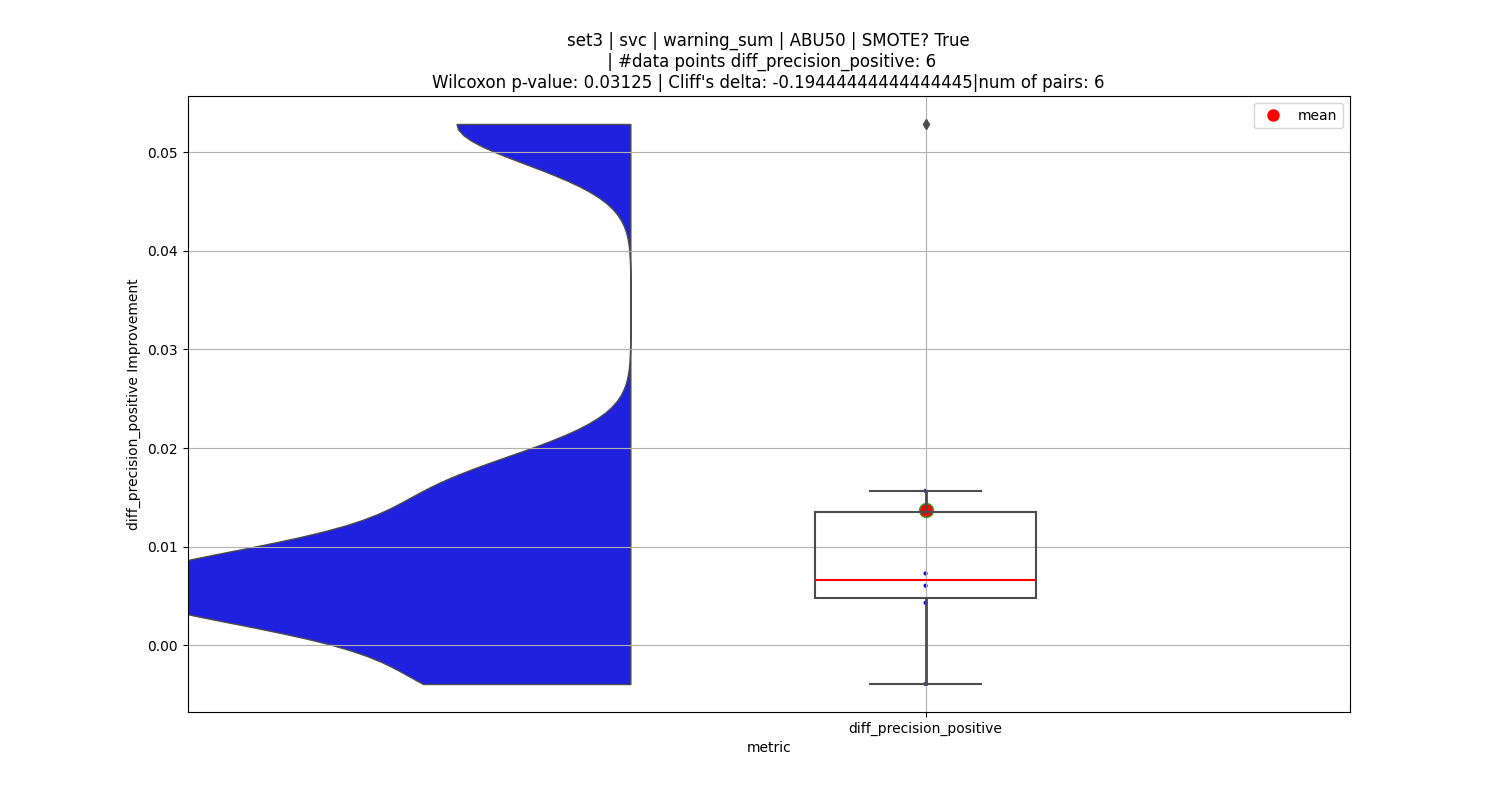 set3 | svc | warning_sum | ABU50 | SMOTE? True
| #data points diff_precision_positive: 6
Wilcoxon p-value: 0.03125 | Cliff's delta: -0.19444444444444445|num of pairs: 6
mean
0.05
0.04
0.03
0.02
0.01
0.00
diff_precision_positive Improvement
diff_precision_positive
metric